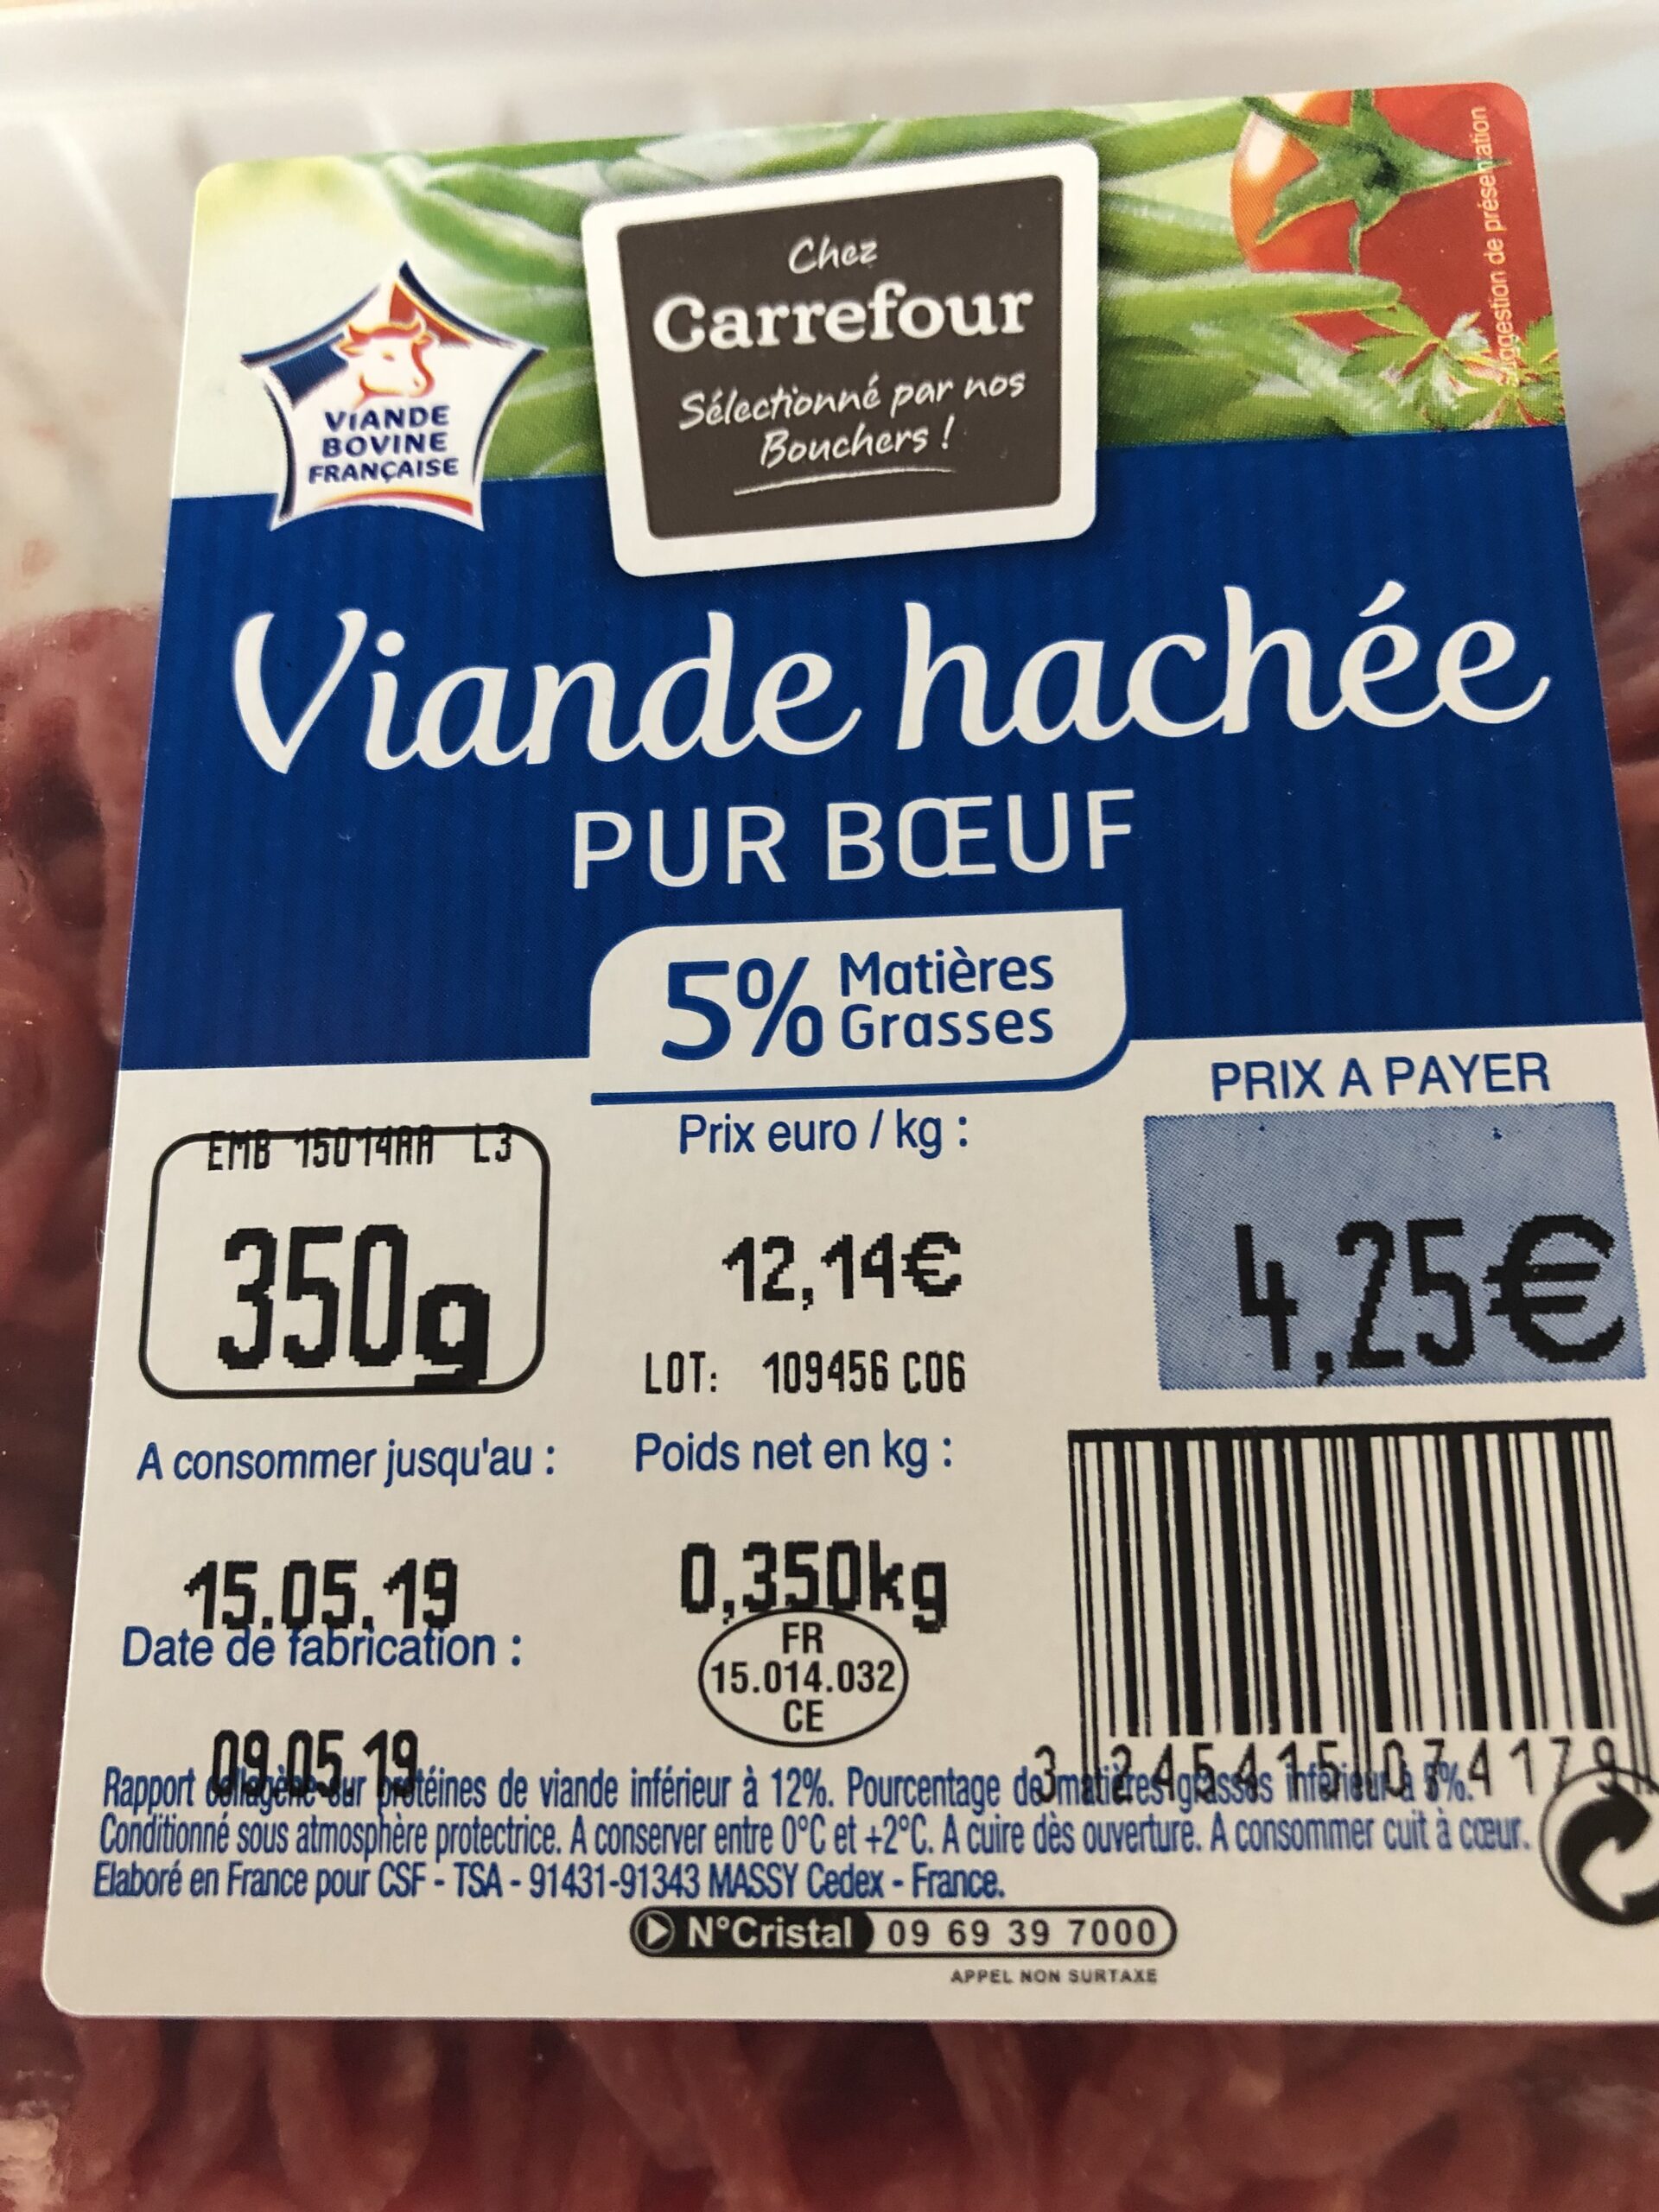 Suggestion de présentation
Chez
Carrefour
Sélectionné par nos
Bouchers !
VIANDE
BOVINE
FRANÇAISE
Viande hachée
PUR BŒUF
5% Matières
Grasses
PRIX A PAYER
4,25€
EMB 15014AA L3
350g
Prix euro / kg :
12,14€
LOT: 109456 C06
A consommer jusqu'au :
15.05.19
Poids net en kg :
0,350kg
FR
15.014.032
CE
Date de fabrication :
09.05.19
3 245415 074178
Rapport collagène sur protéines de viande inférieur à 12%. Pourcentage de matières grasses inférieur à 5%.
Conditionné sous atmosphère protectrice. A conserver entre 0°C et +2°C. A cuire dès ouverture. A consommer cuit à cœur.
Elaboré en France pour CSF - TSA - 91431-91343 MASSY Cedex - France.
N°Cristal 09 69 39 7000
APPEL NON SURTAXE